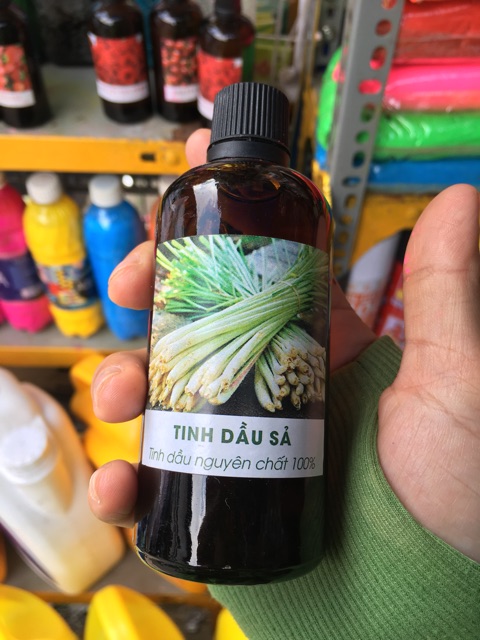 TINH DẦU SẢ
Tinh dầu nguyên chất 100%